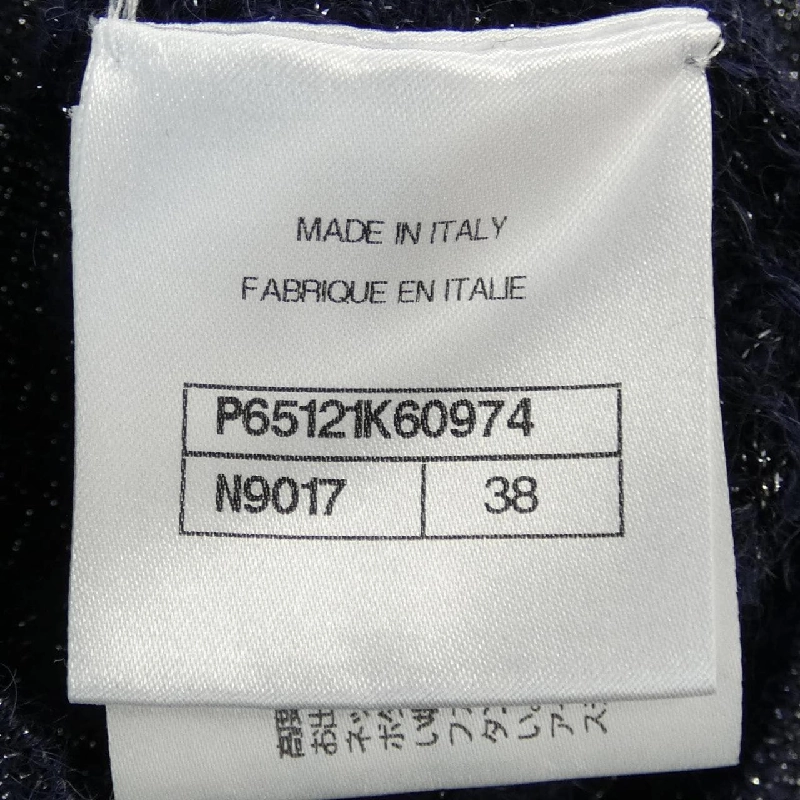 MADE IN ITALY
FABRIQUE EN ITALIE
P65121K60974
N9017 38